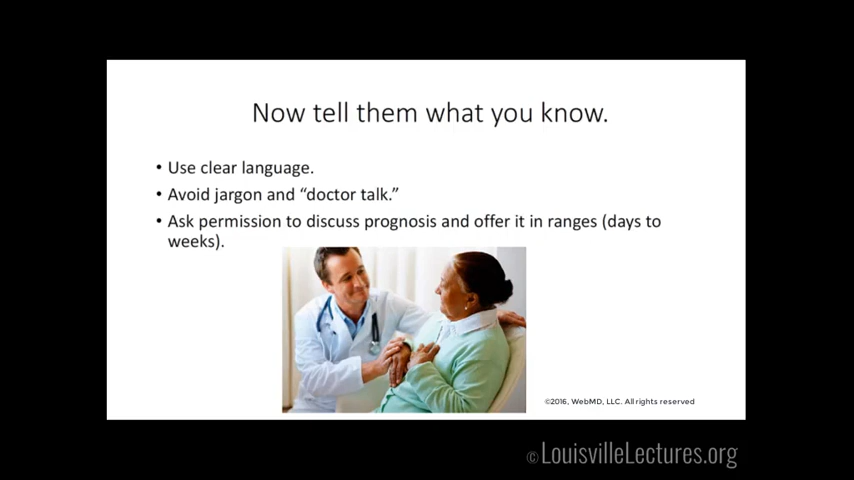 Now tell them what you know.
• Use clear language.
• Avoid jargon and “doctor talk.”
• Ask permission to discuss prognosis and offer it in ranges (days to
weeks).
©2016, WebMD, LLC. All rights reserved
© LouisvilleLectures.org